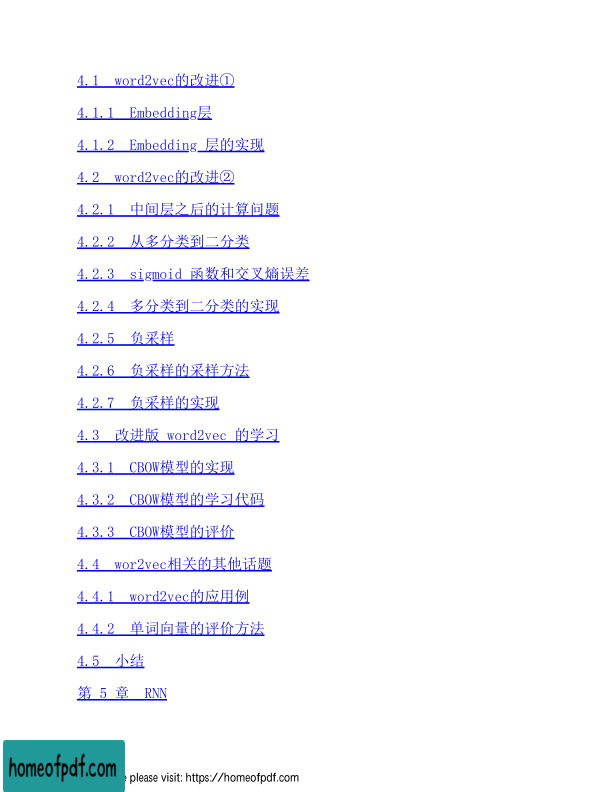 4.1 word2vec的改进①
4.1.1 Embedding层
4.1.2 Embedding 层的实现
4.2 word2vec的改进②
4.2.1 中间层之后的计算问题
4.2.2 从多分类到二分类
4.2.3 sigmoid 函数和交叉熵误差
4.2.4 多分类到二分类的实现
4.2.5 负采样
4.2.6 负采样的采样方法
4.2.7 负采样的实现
4.3 改进版 word2vec 的学习
4.3.1 CBOW模型的实现
4.3.2 CBOW模型的学习代码
4.3.3 CBOW模型的评价
4.4 wor2vec相关的其他话题
4.4.1 word2vec的应用例
4.4.2 单词向量的评价方法
4.5 小结
第 5 章 RNN
homeofpdf.com
please visit: https://homeofpdf.com